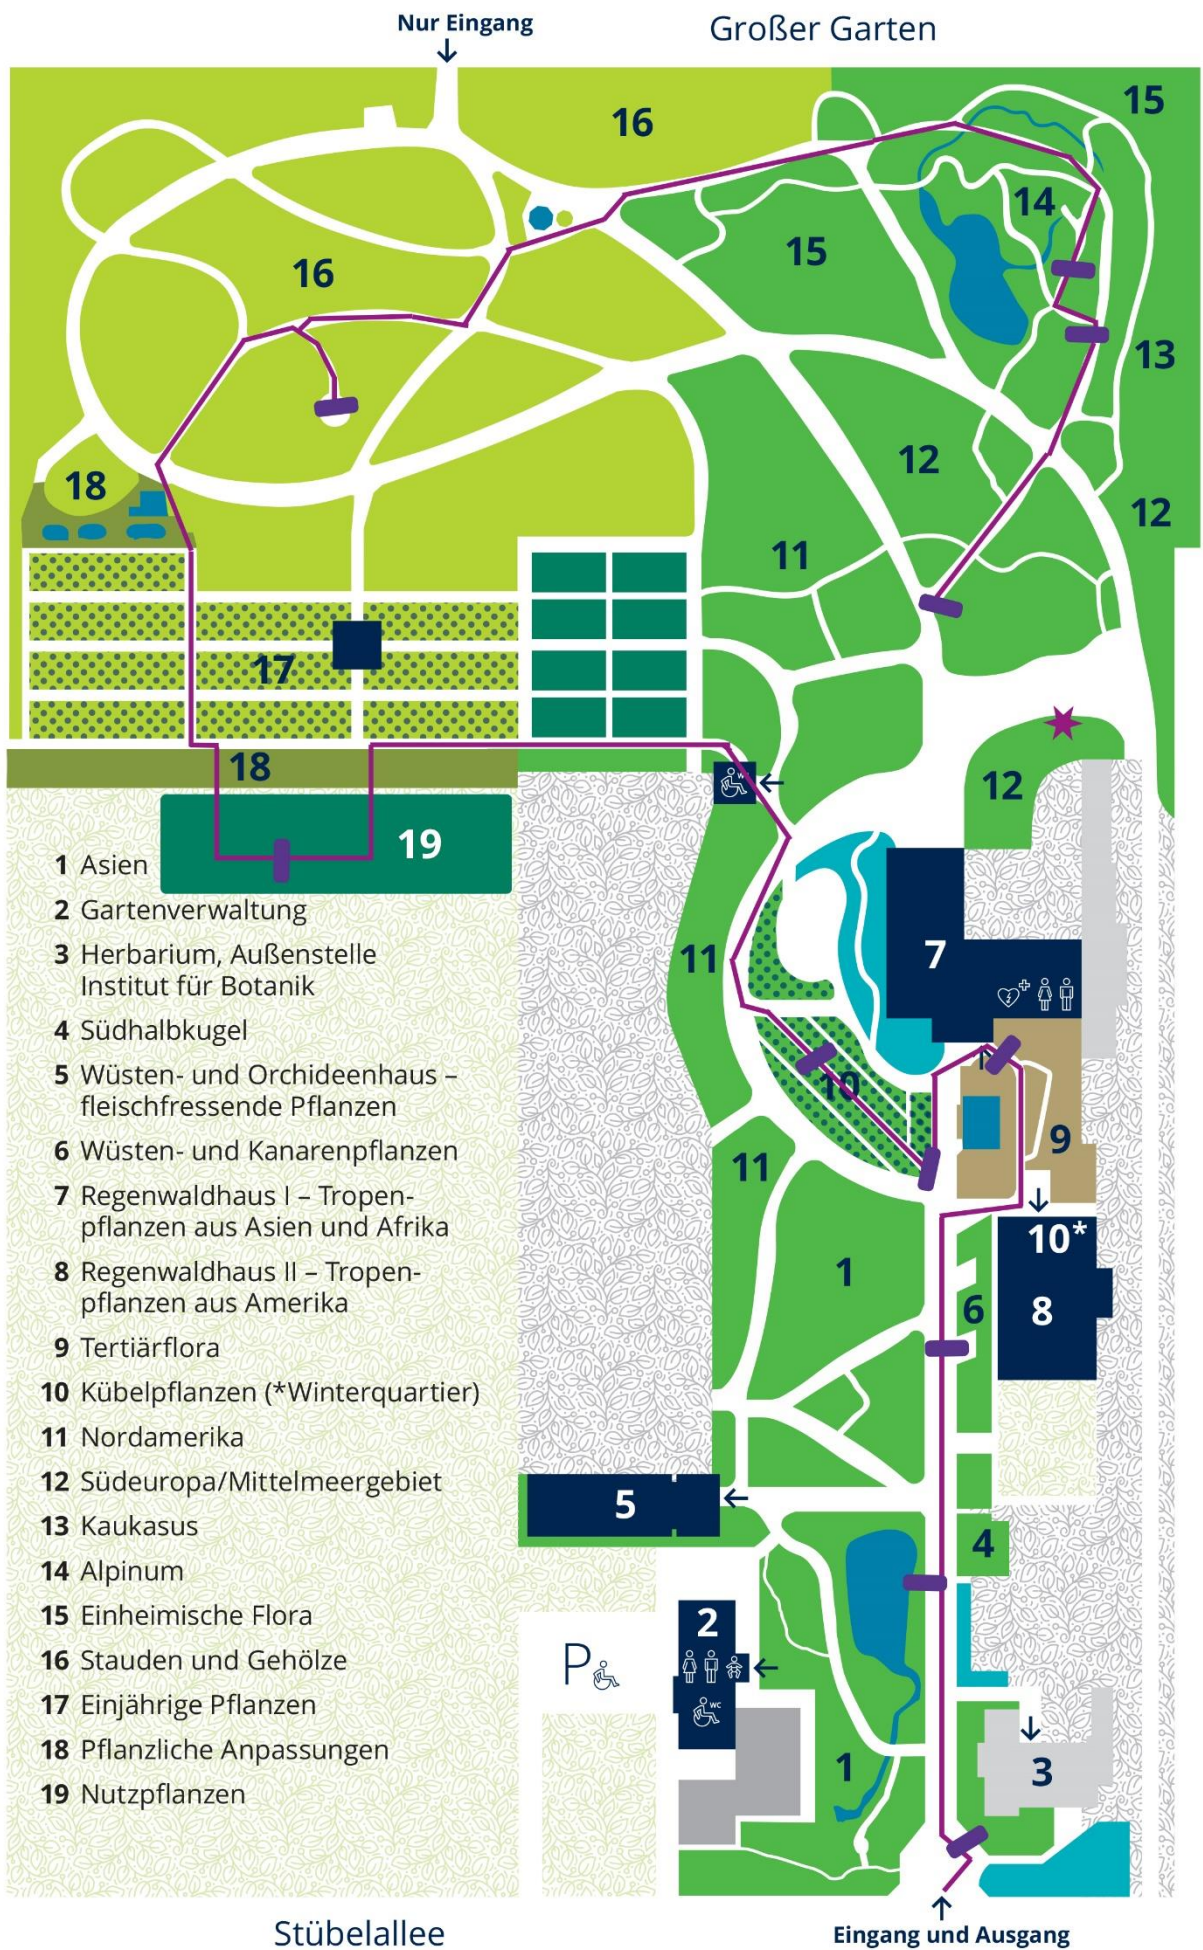 Nur Eingang
Großer Garten
16
15
14
15
16
13
12
18
12
11
17
18
12
19
1 Asien
2 Gartenverwaltung
3 Herbarium, Außenstelle
Institut für Botanik
4 Südhalbkugel
5 Wüsten- und Orchideenhaus –
fleischfressende Pflanzen
6 Wüsten- und Kanarenpflanzen
7 Regenwaldhaus I – Tropen-
pflanzen aus Asien und Afrika
8 Regenwaldhaus II – Tropen-
pflanzen aus Amerika
9 Tertiärflora
10 Kübelpflanzen (*Winterquartier)
11 Nordamerika
12 Südeuropa/Mittelmeergebiet
13 Kaukasus
14 Alpinum
15 Einheimische Flora
16 Stauden und Gehölze
17 Einjährige Pflanzen
18 Pflanzliche Anpassungen
19 Nutzpflanzen
7
11
10
9
11
10*
1
6
8
5
4
2
P
WC
1
3
Stübelallee
Eingang und Ausgang